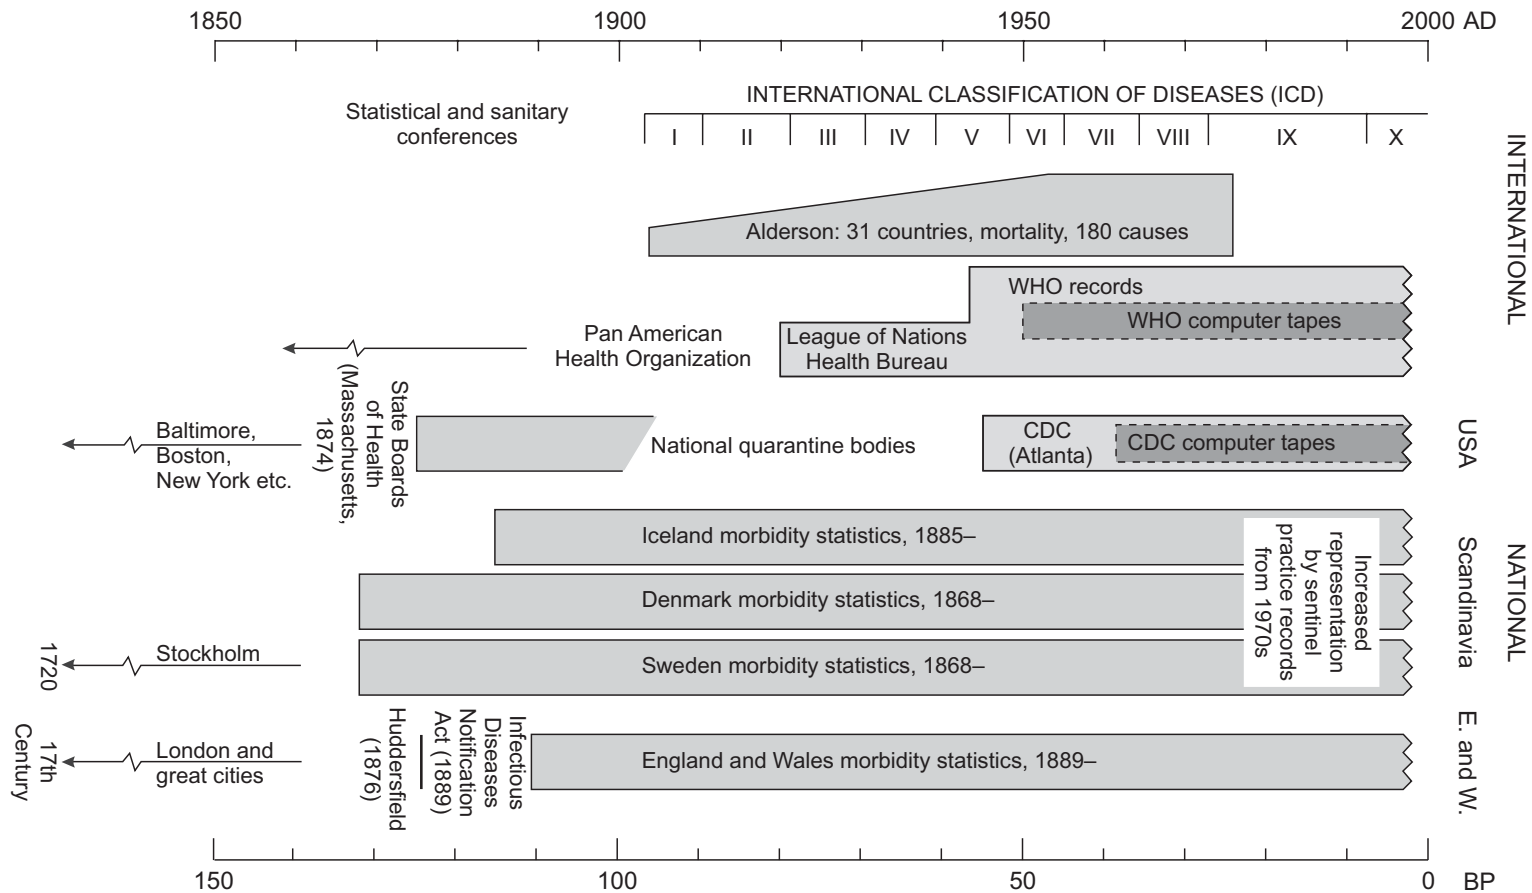 1850
1900
1950
2000 AD
Statistical and sanitary
conferences
INTERNATIONAL CLASSIFICATION OF DISEASES (ICD)
I
II
III
IV
V
VI
VII
VIII
IX
X
Alderson: 31 countries, mortality, 180 causes
WHO records
WHO computer tapes
League of Nations
Health Bureau
Pan American
Health Organization
INTERNATIONAL
Baltimore,
Boston,
New York etc.
State Boards
of Health
(Massachusetts,
1874)
National quarantine bodies
CDC
(Atlanta)
CDC computer tapes
USA
Iceland morbidity statistics, 1885–
Denmark morbidity statistics, 1868–
1720
Stockholm
Sweden morbidity statistics, 1868–
Increased
representation
by sentinel
practice records
from 1970s
Scandinavia
NATIONAL
17th
Century
London and
great cities
Huddersfield
(1876)
Infectious
Diseases
Notification
Act (1889)
England and Wales morbidity statistics, 1889–
E. and W.
150
100
50
0
BP